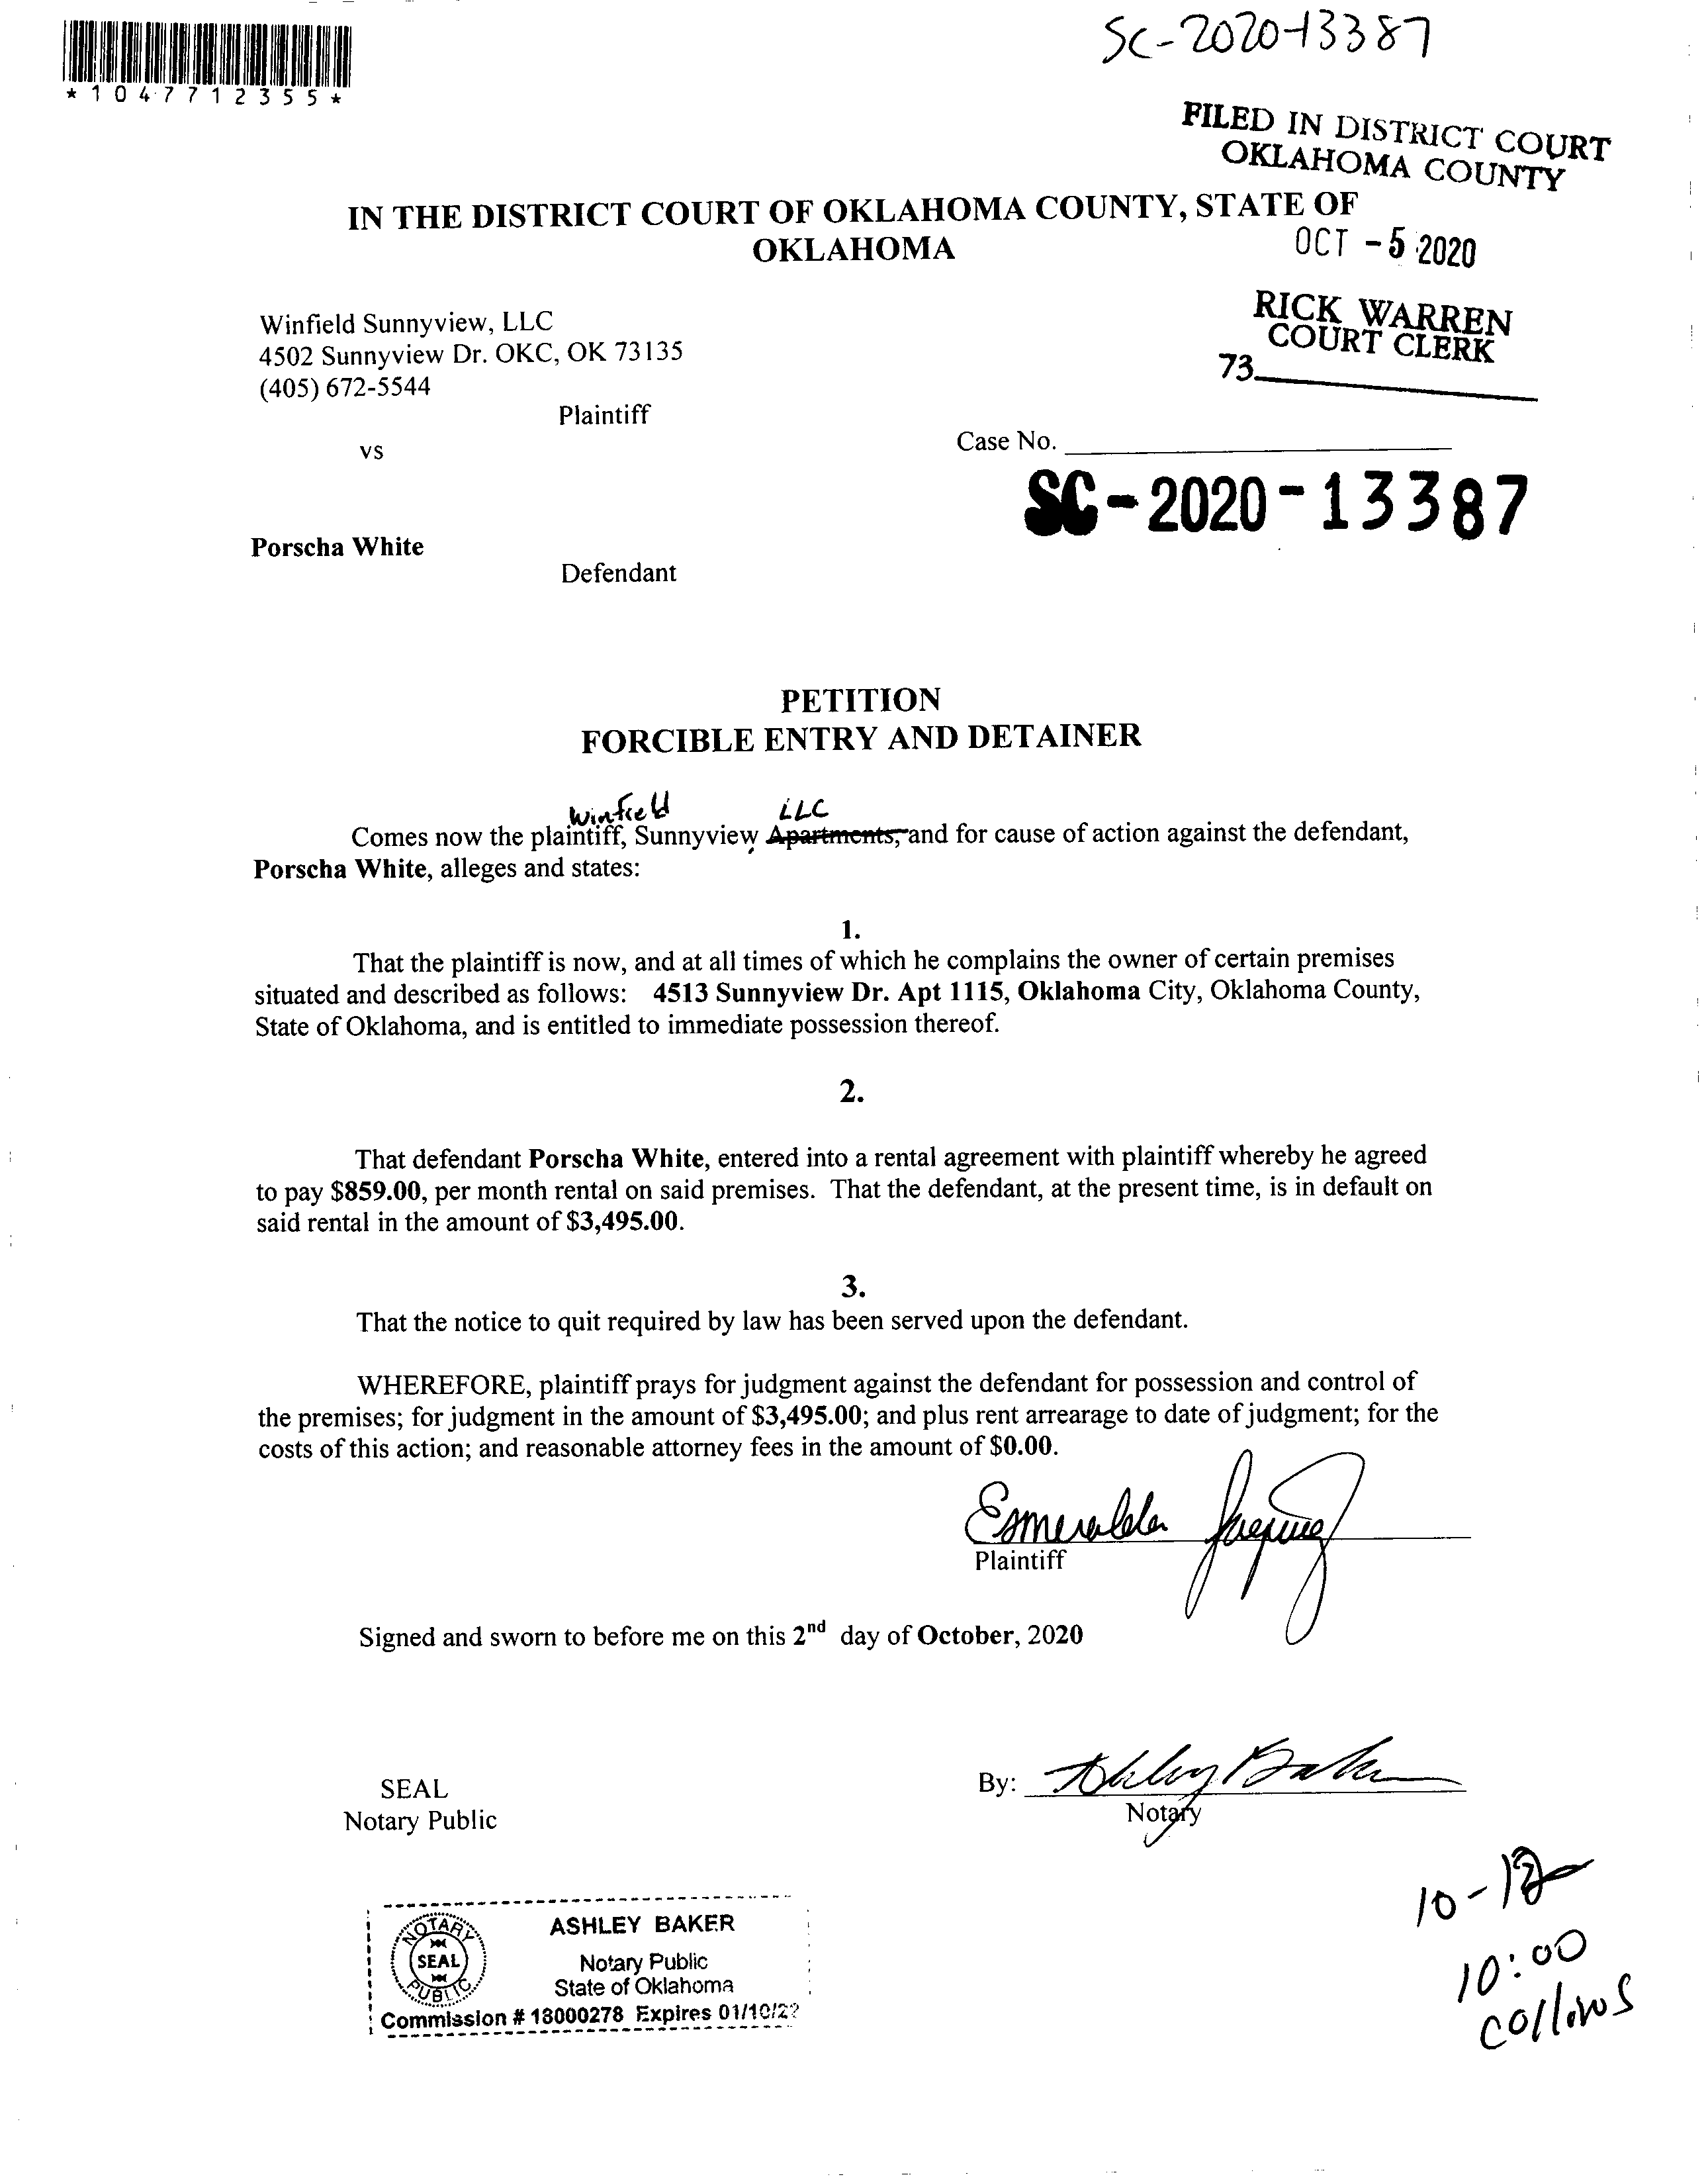 SC-2020-13387
*1047712355*
FILED IN DISTRICT COURT
OKLAHOMA COUNTY
IN THE DISTRICT COURT OF OKLAHOMA COUNTY, STATE OF
OKLAHOMA
OCT -5 2020
RICK WARREN
COURT CLERK
73
Winfield Sunnyview, LLC
4502 Sunnyview Dr. OKC, OK 73135
(405) 672-5544
Plaintiff
vs
Case No.
SC-2020-13387
Porscha White
Defendant
PETITION
FORCIBLE ENTRY AND DETAINER
Winfield LLC
Comes now the plaintiff, Sunnyview Apartments, and for cause of action against the defendant,
Porscha White, alleges and states:
1.
That the plaintiff is now, and at all times of which he complains the owner of certain premises
situated and described as follows: 4513 Sunnyview Dr. Apt 1115, Oklahoma City, Oklahoma County,
State of Oklahoma, and is entitled to immediate possession thereof.
2.
That defendant Porscha White, entered into a rental agreement with plaintiff whereby he agreed
to pay $859.00, per month rental on said premises. That the defendant, at the present time, is in default on
said rental in the amount of $3,495.00.
3.
That the notice to quit required by law has been served upon the defendant.
WHEREFORE, plaintiff prays for judgment against the defendant for possession and control of
the premises; for judgment in the amount of $3,495.00; and plus rent arrearage to date of judgment; for the
costs of this action; and reasonable attorney fees in the amount of $0.00.
Esmeralda
Plaintiff
Signed and sworn to before me on this 2nd day of October, 2020
SEAL
Notary Public
By: Ashley Baker
Notary
NOTARY
SEAL
PUBLIC
ASHLEY BAKER
Notary Public
State of Oklahoma
Commission # 18000278 Expires 01/10/22
10:00
Collins